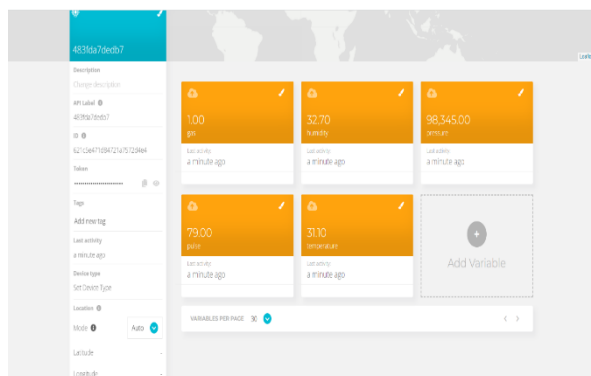 483fda7dedb7
Description
Change description
API Label
483fda7dedb7
ID
Token
Tags
Add new tag
Last activity
a minute ago
Device type
Set Device Type
Location
Mode
Auto
Latitude
-
Longitude
-
1.00
gas
Last activity
a minute ago
32.70
humidity
Last activity
a minute ago
98,345.00
pressure
Last activity
a minute ago
79.00
pulse
Last activity
a minute ago
31.10
temperature
Last activity
a minute ago
Add Variable
VARIABLES PER PAGE
30